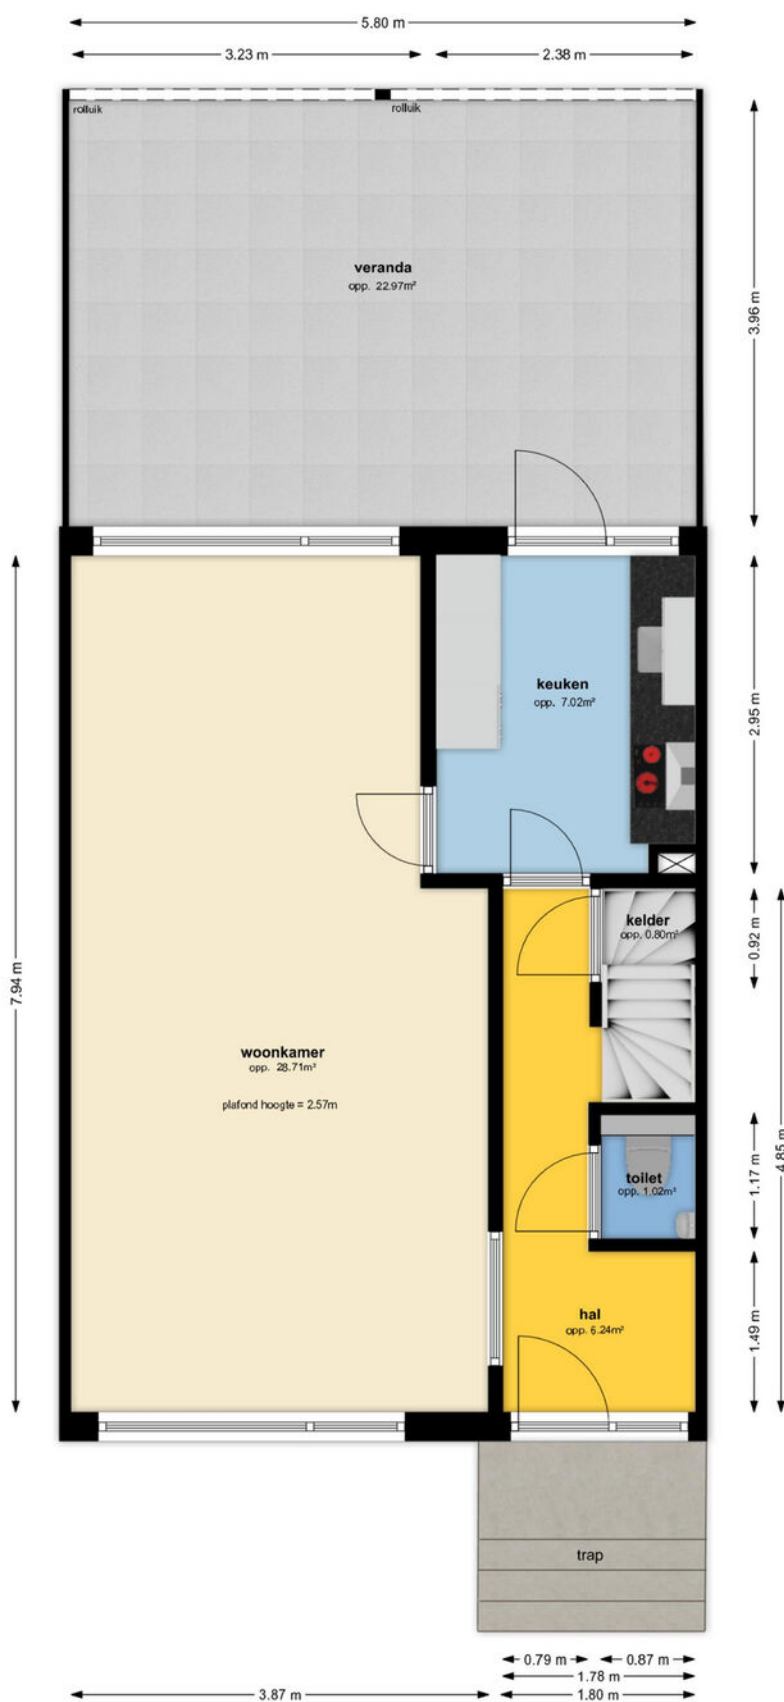 5.80 m
3.23 m
2.38 m
rolluik
rolluik
veranda
opp. 22.97m²
3.96 m
keuken
opp. 7.02m²
2.95 m
kelder
opp. 0.80m²
0.92 m
7.94 m
woonkamer
opp. 28.71m²
plafond hoogte = 2.57m
4.85 m
1.17 m
toilet
opp. 1.02m²
hal
opp. 6.24m²
1.49 m
trap
0.79 m
0.87 m
1.78 m
3.87 m
1.80 m